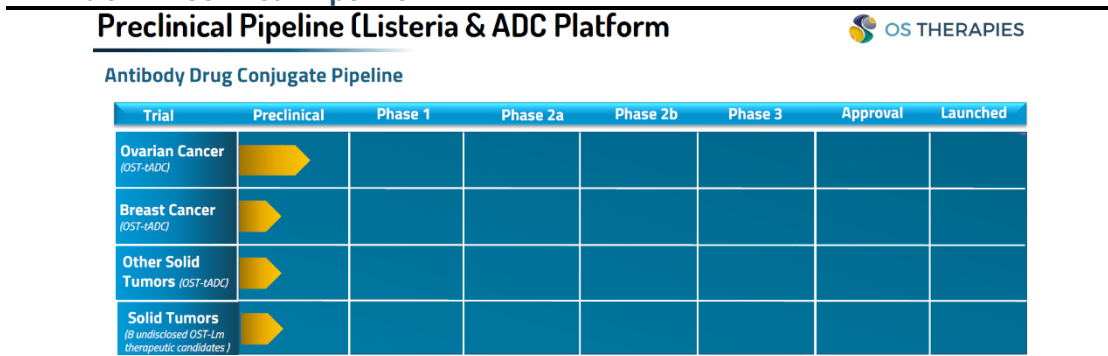 Preclinical Pipeline (Listeria & ADC Platform
OS THERAPIES
Antibody Drug Conjugate Pipeline
Trial Preclinical Phase 1 Phase 2a Phase 2b Phase 3 Approval Launched
Ovarian Cancer
(OST-tADC)
Breast Cancer
(OST-tADC)
Other Solid
Tumors (OST-tADC)
Solid Tumors
(8 undisclosed OST-Lm
therapeutic candidates )